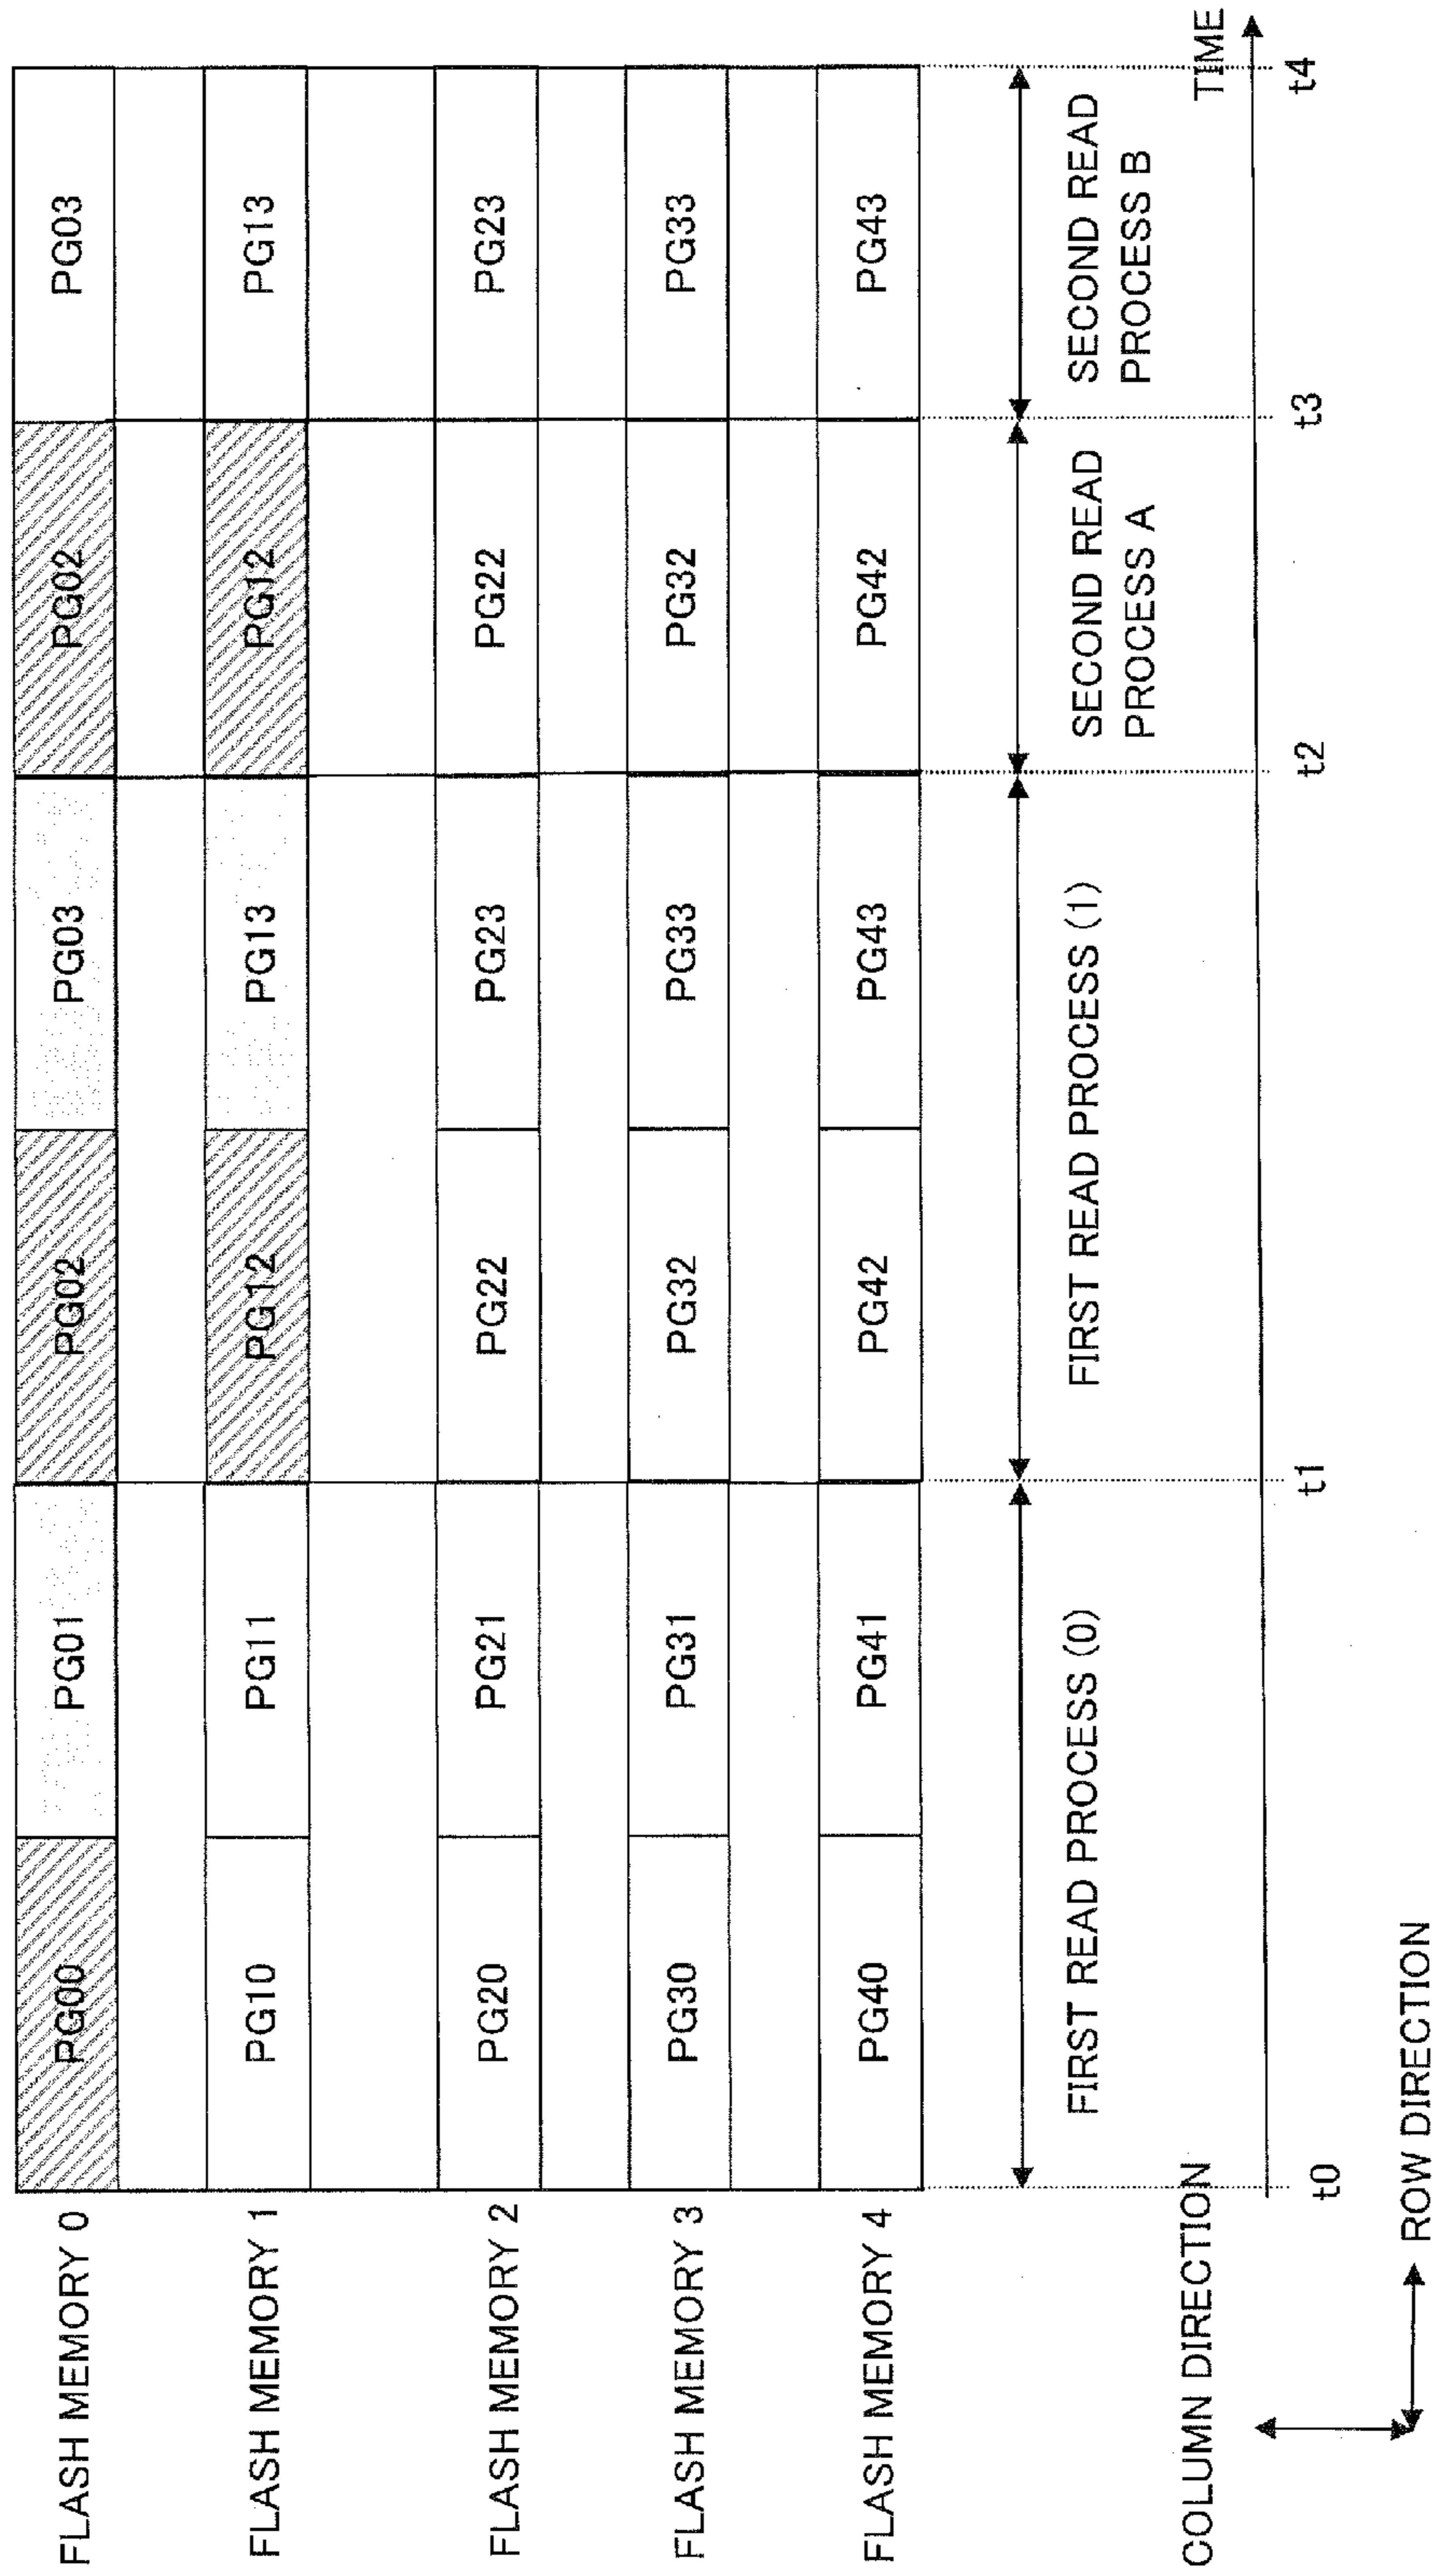 FLASH MEMORY 0 PG00 PG01 PG02 PG03 PG02 PG03
FLASH MEMORY 1 PG10 PG11 PG12 PG13 PG12 PG13
FLASH MEMORY 2 PG20 PG21 PG22 PG23 PG22 PG23
FLASH MEMORY 3 PG30 PG31 PG32 PG33 PG32 PG33
FLASH MEMORY 4 PG40 PG41 PG42 PG43 PG42 PG43
FIRST READ PROCESS (0)
FIRST READ PROCESS (1)
SECOND READ
PROCESS A
SECOND READ
PROCESS B
COLUMN DIRECTION
TIME
t0 t1 t2 t3 t4
ROW DIRECTION